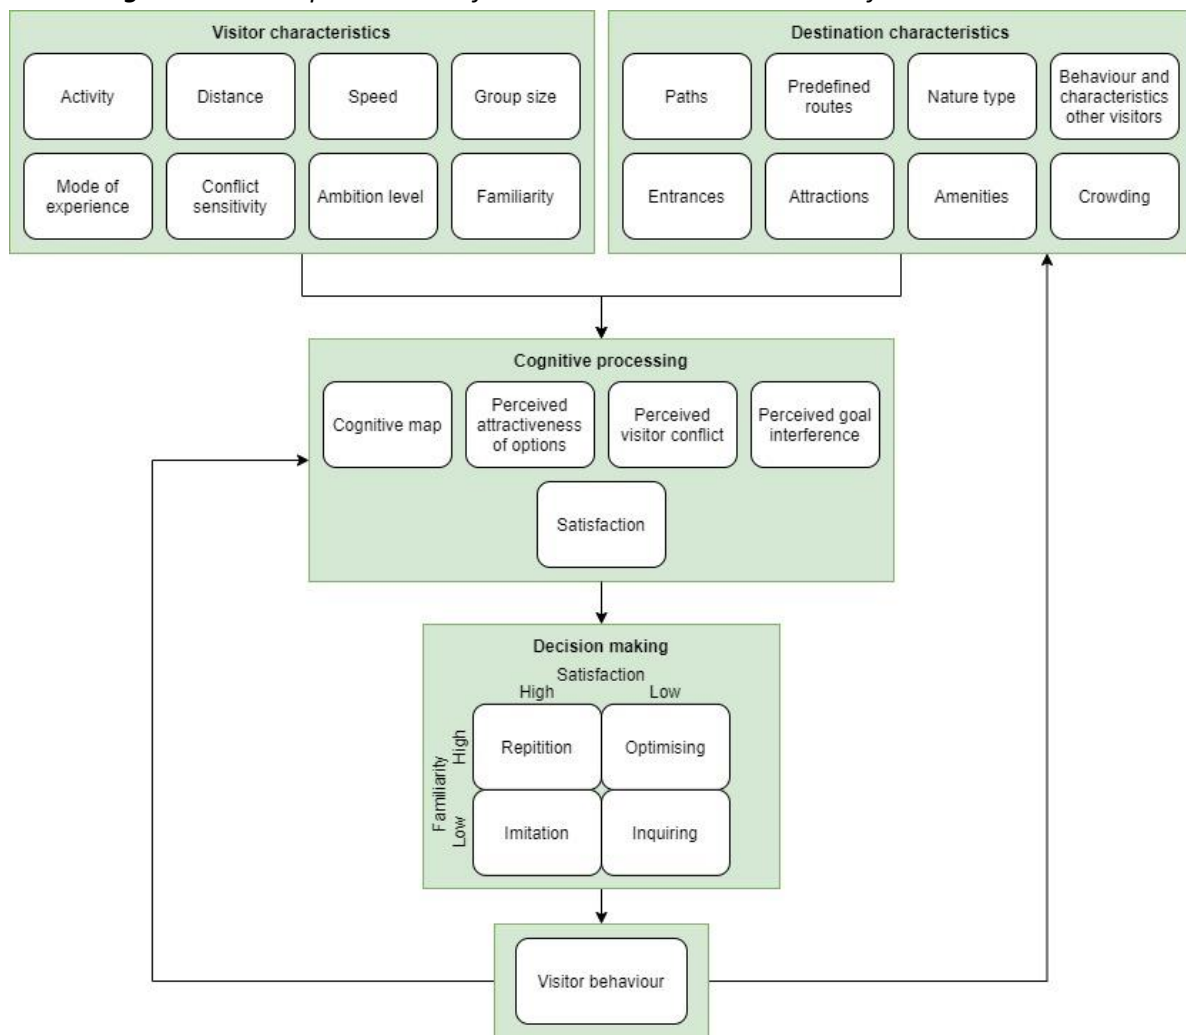 Visitor characteristics
Activity
Distance
Speed
Group size
Mode of
experience
Conflict
sensitivity
Ambition level
Familiarity
Destination characteristics
Paths
Predefined
routes
Nature type
Behaviour and
characteristics
other visitors
Entrances
Attractions
Amenities
Crowding
Cognitive processing
Cognitive map
Perceived
attractiveness
of options
Perceived
visitor conflict
Perceived goal
interference
Satisfaction
Decision making
Satisfaction
High
Low
Familiarity
High
Low
Repitition
Optimising
Imitation
Inquiring
Visitor behaviour